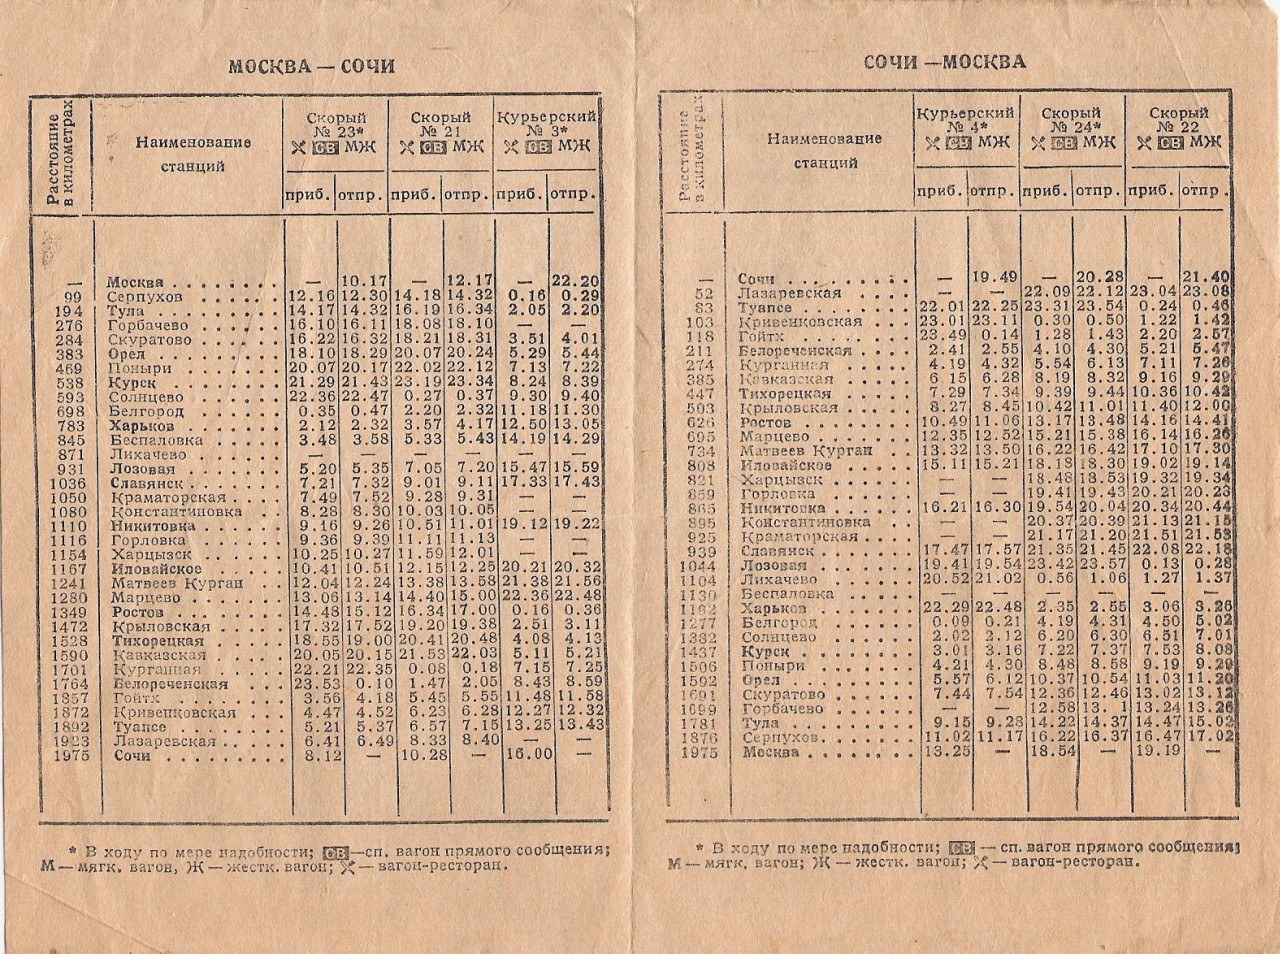 МОСКВА — СОЧИ
Расстояние в километрах
Наименование станций
Скорый № 23* СВ МЖ
Скорый № 21 СВ МЖ
Курьерский № 3* СВ МЖ
приб. отпр. приб. отпр. приб. отпр.
— Москва . . . . . . . . — 10.17 — 12.17 — 22.20
99 Серпухов . . . . . . 12.16 12.30 14.18 14.32 0.16 0.29
194 Тула . . . . . . . . 14.17 14.32 16.19 16.34 2.05 2.20
276 Горбачево . . . . . 16.10 16.11 18.08 18.10 — —
284 Скуратово . . . . . 16.22 16.32 18.21 18.31 3.51 4.01
383 Орел . . . . . . . . 18.10 18.29 20.07 20.24 5.29 5.44
469 Поныри . . . . . . . 20.07 20.17 22.02 22.12 7.13 7.22
538 Курск . . . . . . . 21.29 21.43 23.19 23.34 8.24 8.39
593 Солнцево . . . . . . 22.36 22.47 0.27 0.37 9.30 9.40
698 Белгород . . . . . . 0.35 0.47 2.20 2.32 11.18 11.30
783 Харьков . . . . . . 2.12 2.32 3.57 4.17 12.50 13.05
845 Беспаловка . . . . . 3.48 3.58 5.33 5.43 14.19 14.29
871 Лихачево . . . . . . — — — — — —
931 Лозовая . . . . . . 5.20 5.35 7.05 7.20 15.47 15.59
1036 Славянск . . . . . 7.21 7.32 9.01 9.11 17.33 17.43
1050 Краматорская . . . . 7.49 7.52 9.28 9.31 — —
1080 Константиновка . . . 8.28 8.30 10.03 10.05 — —
1110 Никитовка . . . . . 9.16 9.26 10.51 11.01 19.12 19.22
1116 Горловка . . . . . . 9.36 9.39 11.11 11.13 — —
1154 Харцызск . . . . . . 10.25 10.27 11.59 12.01 — —
1167 Иловайское . . . . . 10.41 10.51 12.15 12.25 20.21 20.32
1241 Матвеев Курган . . . 12.04 12.24 13.38 13.58 21.38 21.56
1280 Марцево . . . . . . 13.06 13.14 14.40 15.00 22.36 22.48
1349 Ростов . . . . . . . 14.48 15.12 16.34 17.00 0.16 0.36
1472 Крыловская . . . . . 17.32 17.52 19.20 19.38 2.51 3.11
1528 Тихорецкая . . . . . 18.55 19.00 20.41 20.48 4.08 4.13
1590 Кавказская . . . . . 20.05 20.15 21.53 22.03 5.11 5.21
1701 Курганная . . . . . 22.21 22.35 0.08 0.18 7.15 7.25
1764 Белореченская . . . 23.53 0.10 1.47 2.05 8.43 8.59
1857 Гойтх . . . . . . . 3.56 4.18 5.45 5.55 11.48 11.58
1872 Кривенковская . . . 4.47 4.52 6.23 6.28 12.27 12.32
1892 Туапсе . . . . . . . 5.21 5.37 6.57 7.15 13.25 13.43
1923 Лазаревская . . . . 6.41 6.49 8.33 8.40 — —
1975 Сочи . . . . . . . . 8.12 — 10.28 — 16.00 —
* В ходу по мере надобности; СВ—сп. вагон прямого сообщения;
М — мягк. вагон, Ж — жестк. вагон; —вагон-ресторан.
СОЧИ —МОСКВА
Расстояние в километрах
Наименование станций
Курьерский № 4* СВ МЖ
Скорый № 24* СВ МЖ
Скорый № 22 СВ МЖ
приб. отпр. приб. отпр. приб. отпр.
— Сочи . . . . . . . . — 19.49 — 20.28 — 21.40
52 Лазаревская . . . . — — 22.09 22.12 23.04 23.08
83 Туапсе . . . . . . . 22.01 22.25 23.31 23.54 0.24 0.46
103 Кривенковская . . . 23.01 23.11 0.30 0.50 1.22 1.42
118 Гойтх . . . . . . . 23.49 0.14 1.28 1.43 2.20 2.57
211 Белореченская . . . 2.41 2.55 4.10 4.30 5.21 5.47
274 Курганная . . . . . 4.19 4.32 5.54 6.13 7.11 7.26
385 Кавказская . . . . . 6.15 6.28 8.19 8.32 9.16 9.29
447 Тихорецкая . . . . . 7.29 7.34 9.39 9.44 10.36 10.42
503 Крыловская . . . . . 8.27 8.45 10.42 11.01 11.40 12.00
626 Ростов . . . . . . . 10.49 11.06 13.17 13.48 14.16 14.41
695 Марцево . . . . . . 12.35 12.52 15.21 15.38 16.14 16.26
734 Матвеев Курган . . . 13.32 13.50 16.22 16.42 17.10 17.30
808 Иловайское . . . . . 15.11 15.21 18.18 18.30 19.02 19.14
821 Харцызск . . . . . . — — 18.48 18.53 19.32 19.34
859 Горловка . . . . . . — — 19.41 19.43 20.21 20.23
865 Никитовка . . . . . 16.21 16.30 19.54 20.04 20.34 20.44
895 Константиновка . . . — — 20.37 20.39 21.13 21.15
925 Краматорская . . . . — — 21.17 21.20 21.51 21.53
939 Славянск . . . . . . 17.47 17.57 21.35 21.45 22.08 22.18
1044 Лозовая . . . . . . 19.41 19.54 23.42 23.57 0.13 0.28
1104 Лихачево . . . . . . 20.52 21.02 0.56 1.06 1.27 1.37
1130 Беспаловка . . . . . — — — — — —
1192 Харьков . . . . . . 22.29 22.48 2.35 2.55 3.06 3.26
1277 Белгород . . . . . . 0.09 0.21 4.19 4.31 4.50 5.02
1382 Солнцево . . . . . . 2.02 2.12 6.20 6.30 6.51 7.01
1437 Курск . . . . . . . 3.01 3.16 7.22 7.37 7.53 8.08
1506 Поныри . . . . . . . 4.21 4.30 8.48 8.58 9.19 9.29
1592 Орел . . . . . . . . 5.57 6.12 10.37 10.54 11.03 11.20
1691 Скуратово . . . . . 7.44 7.54 12.36 12.46 13.02 13.12
1699 Горбачево . . . . . — — 12.58 13. 1 13.24 13.26
1781 Тула . . . . . . . . 9.15 9.28 14.22 14.37 14.47 15.02
1876 Серпухов . . . . . . 11.02 11.17 16.22 16.37 16.47 17.02
1975 Москва . . . . . . . 13.25 — 18.54 — 19.19 —
* В ходу по мере надобности; СВ — сп. вагон прямого сообщения;
М — мягк. вагон; Ж — жестк. вагон; — вагон-ресторан.